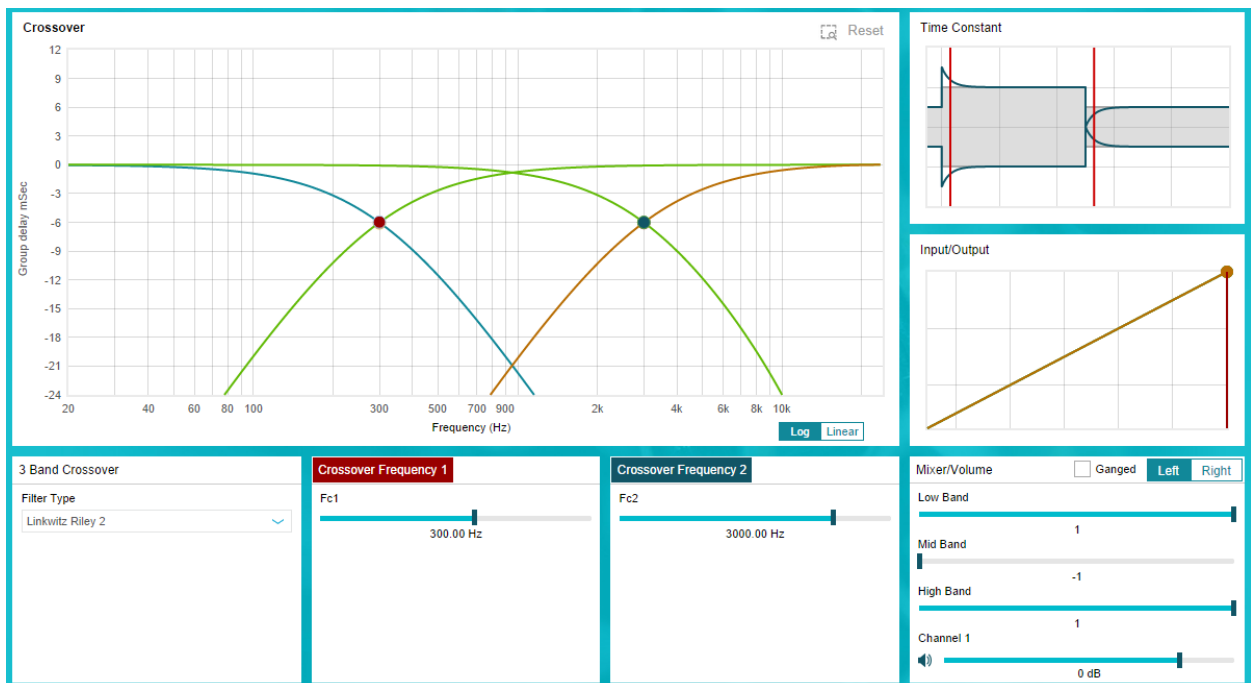 Crossover
Reset
12
9
6
3
0
-3
-6
-9
-12
-15
-18
-21
-24
Group delay mSec
20 40 60 80 100 300 500 700 900 2k 4k 6k 8k 10k
Frequency (Hz)
Log Linear
Time Constant
Input/Output
3 Band Crossover
Filter Type
Linkwitz Riley 2
Crossover Frequency 1
Fc1
300.00 Hz
Crossover Frequency 2
Fc2
3000.00 Hz
Mixer/Volume Ganged Left Right
Low Band
1
Mid Band
-1
High Band
1
Channel 1
0 dB